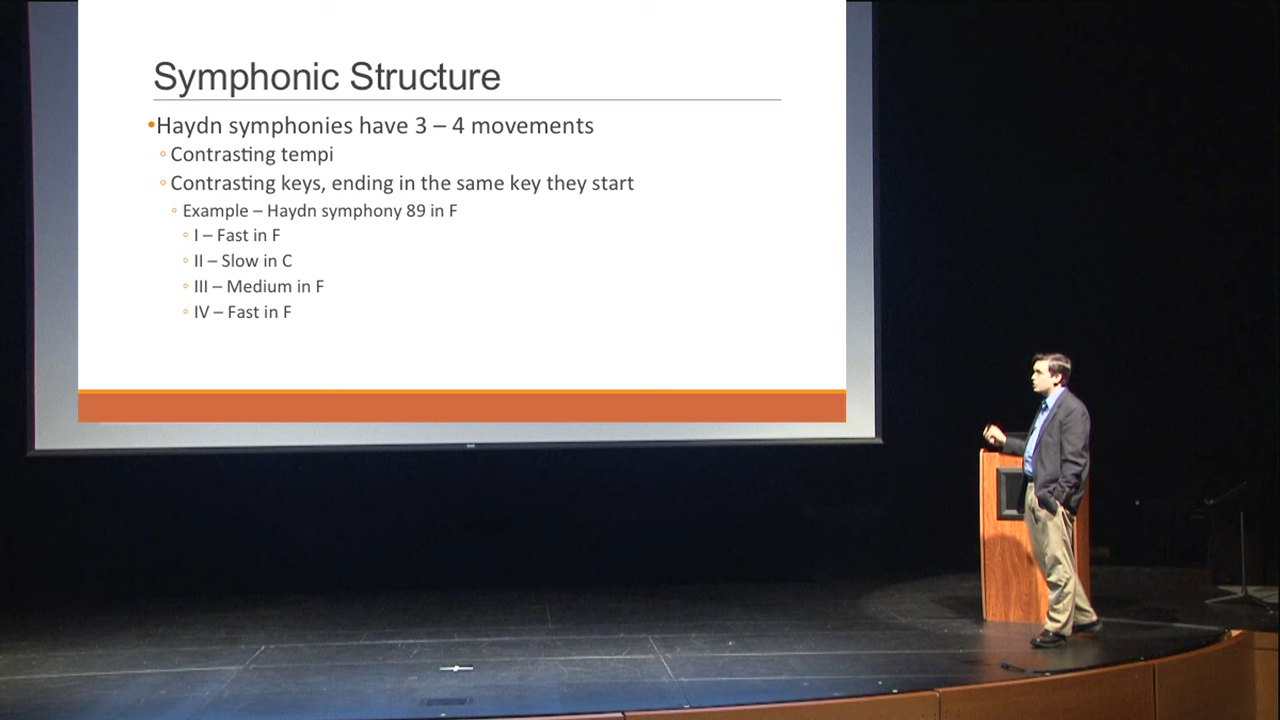 Symphonic Structure
•Haydn symphonies have 3 – 4 movements
◦ Contrasting tempi
◦ Contrasting keys, ending in the same key they start
◦ Example – Haydn symphony 89 in F
◦ I – Fast in F
◦ II – Slow in C
◦ III – Medium in F
◦ IV – Fast in F